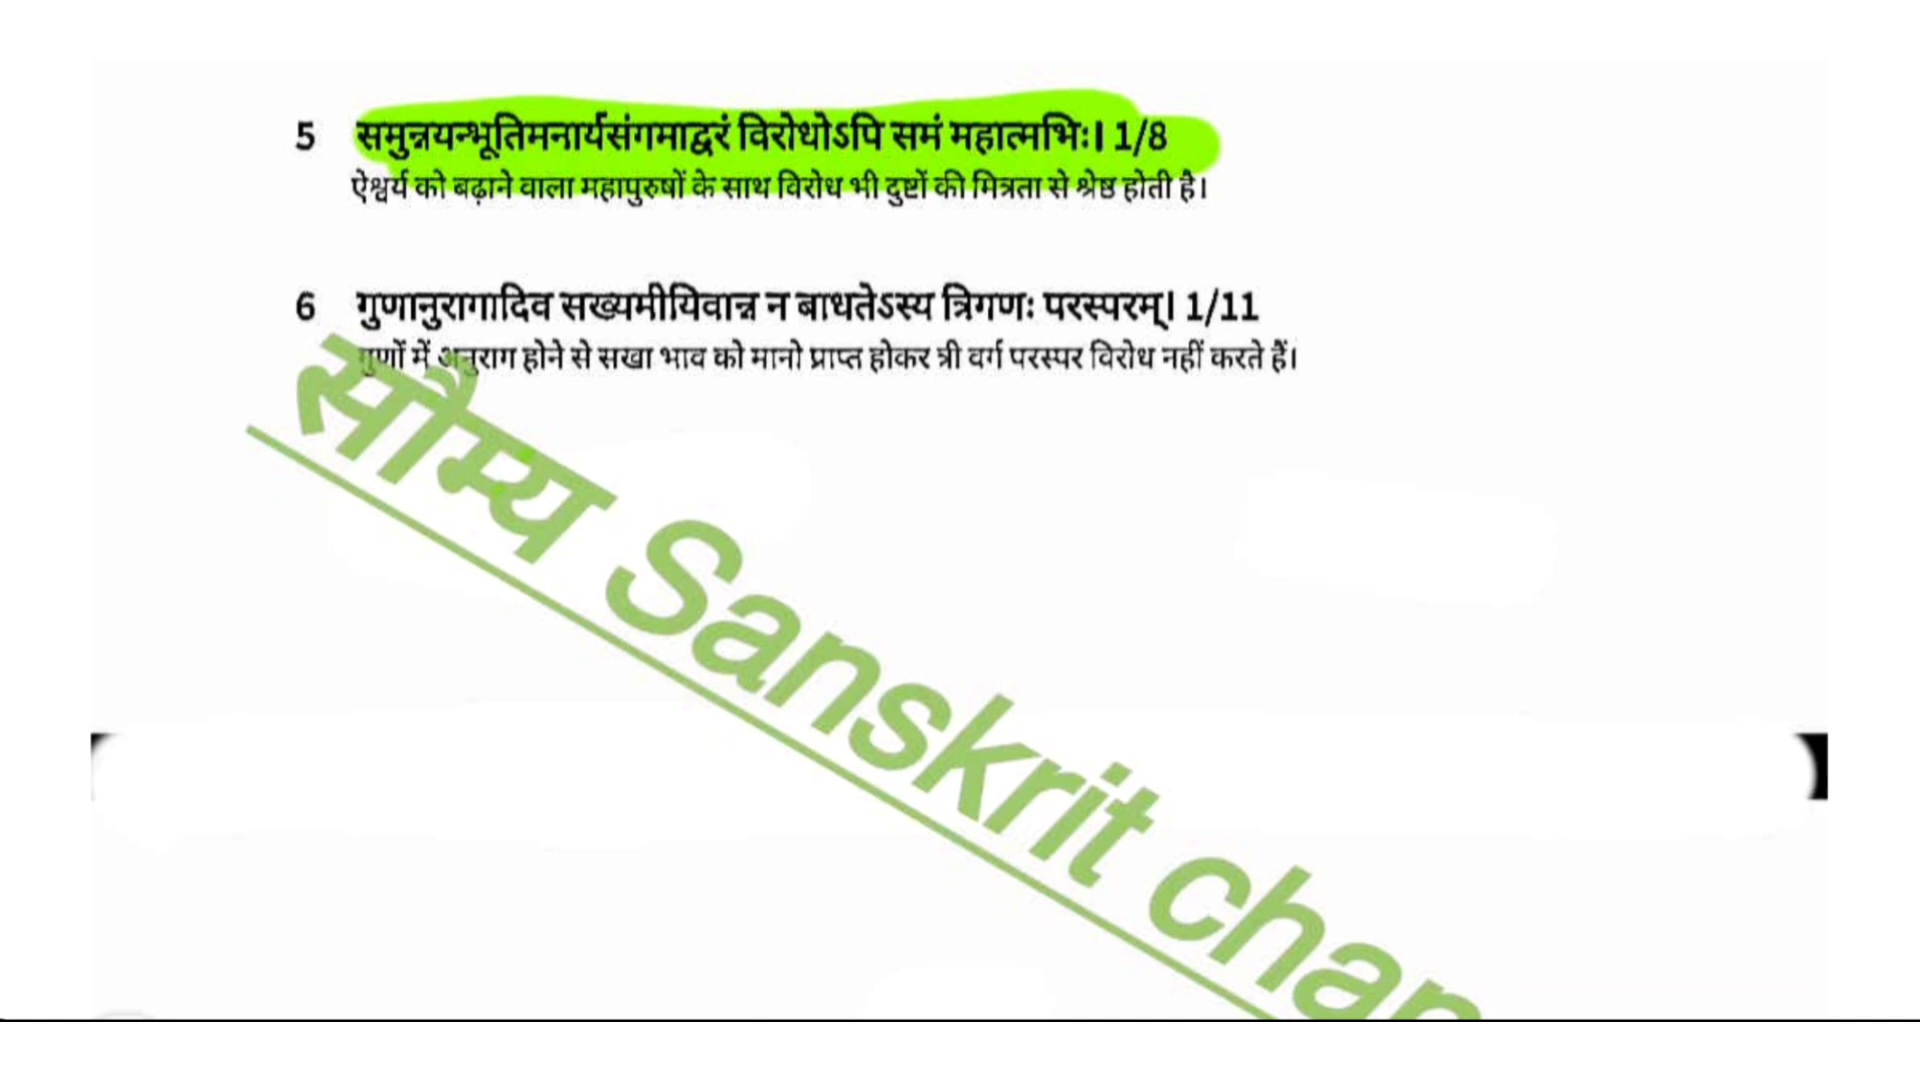 5 समुन्नयन्भूतिमनार्यसंगमाद्वरं विरोधोऽपि समं महात्मभिः। 1/8
ऐश्वर्य को बढ़ाने वाला महापुरुषों के साथ विरोध भी दुष्टों की मित्रता से श्रेष्ठ होती है।
6 गुणानुरागादिव सख्यमीयिवान्न न बाधतेऽस्य त्रिगणः परस्परम्। 1/11
गुणों में अनुराग होने से सखा भाव को मानो प्राप्त होकर त्री वर्ग परस्पर विरोध नहीं करते हैं।
सौम्य Sanskrit chan